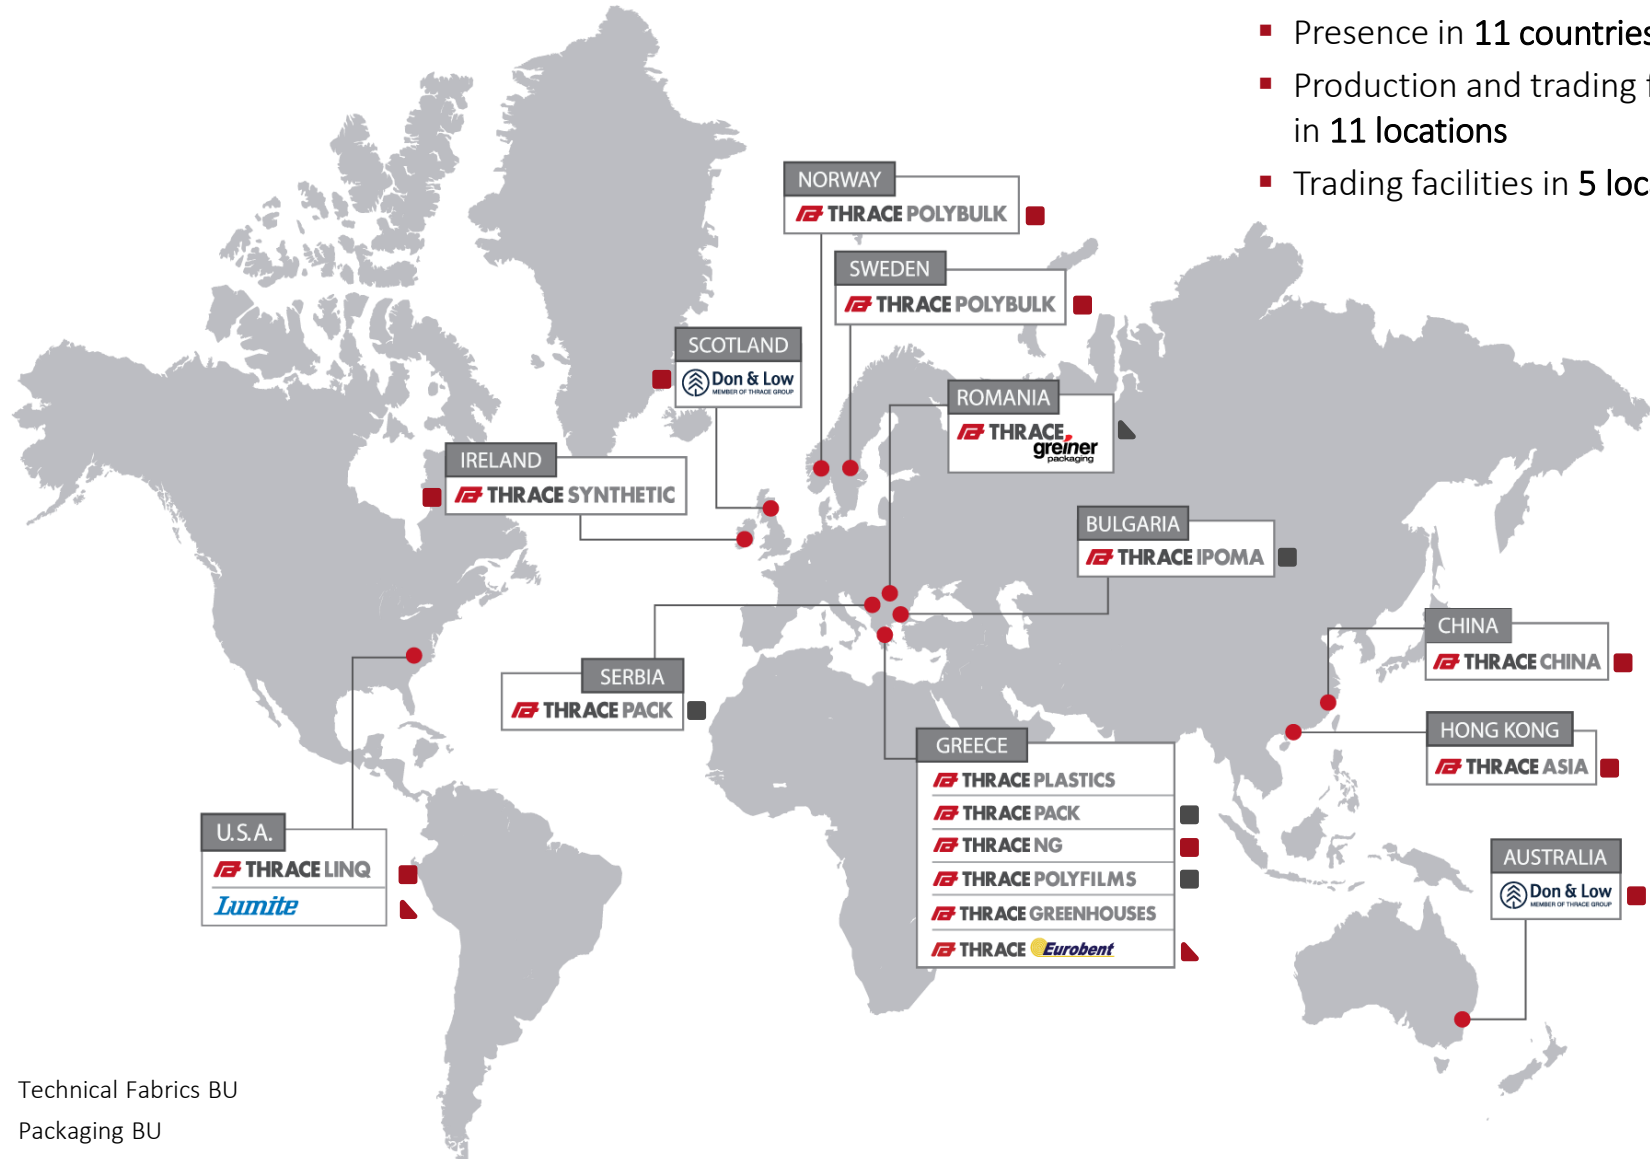 Presence in 11 countries
Production and trading f
in 11 locations
Trading facilities in 5 loc
NORWAY
THRACE POLYBULK
SWEDEN
THRACE POLYBULK
SCOTLAND
Don & Low
MEMBER OF THRACE GROUP
ROMANIA
THRACE
greiner
packaging
IRELAND
THRACE SYNTHETIC
BULGARIA
THRACE IPOMA
CHINA
THRACE CHINA
SERBIA
THRACE PACK
HONG KONG
THRACE ASIA
GREECE
THRACE PLASTICS
THRACE PACK
THRACE NG
THRACE POLYFILMS
THRACE GREENHOUSES
THRACE Eurobent
U.S.A.
THRACE LINQ
Lumite
AUSTRALIA
Don & Low
MEMBER OF THRACE GROUP
Technical Fabrics BU
Packaging BU